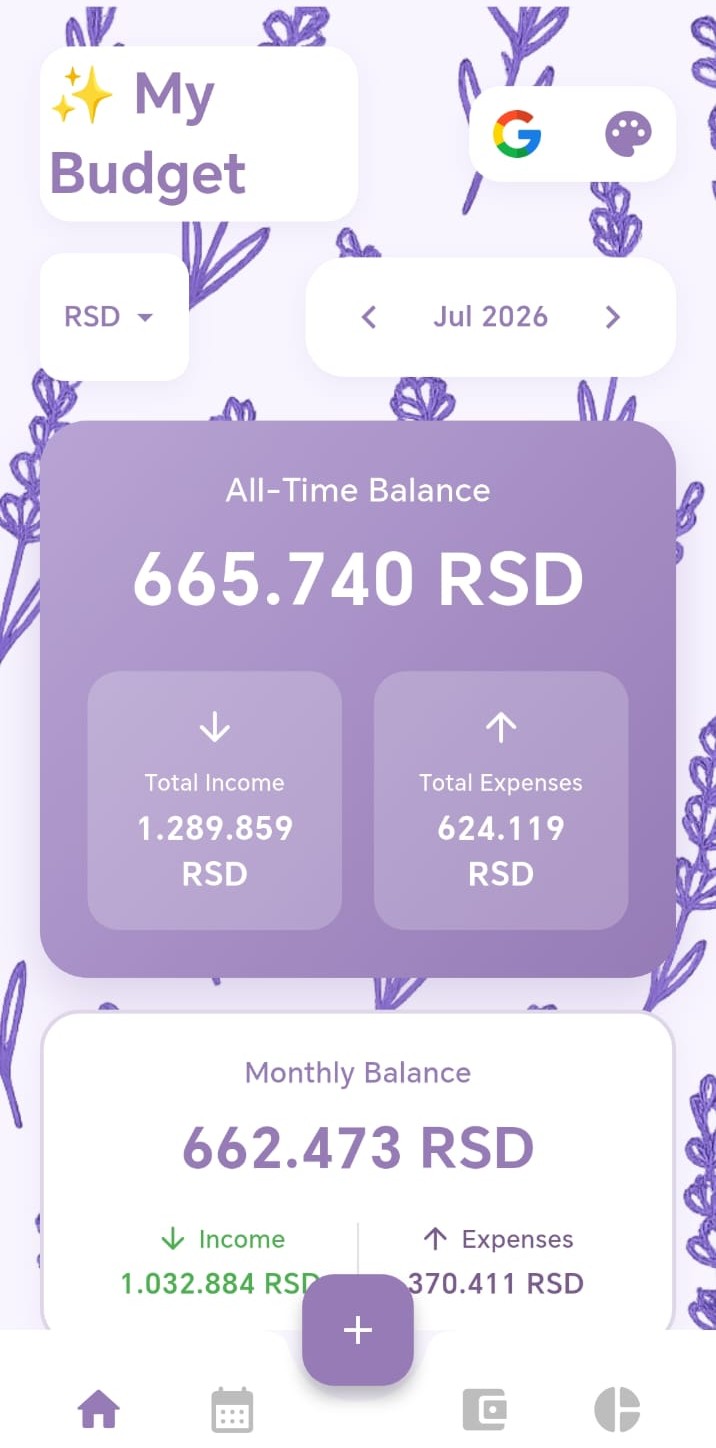 ✨ My
Budget
RSD
Jul 2026
All-Time Balance
665.740 RSD
Total Income
1.289.859
RSD
Total Expenses
624.119
RSD
Monthly Balance
662.473 RSD
Income
1.032.884 RSD
Expenses
370.411 RSD